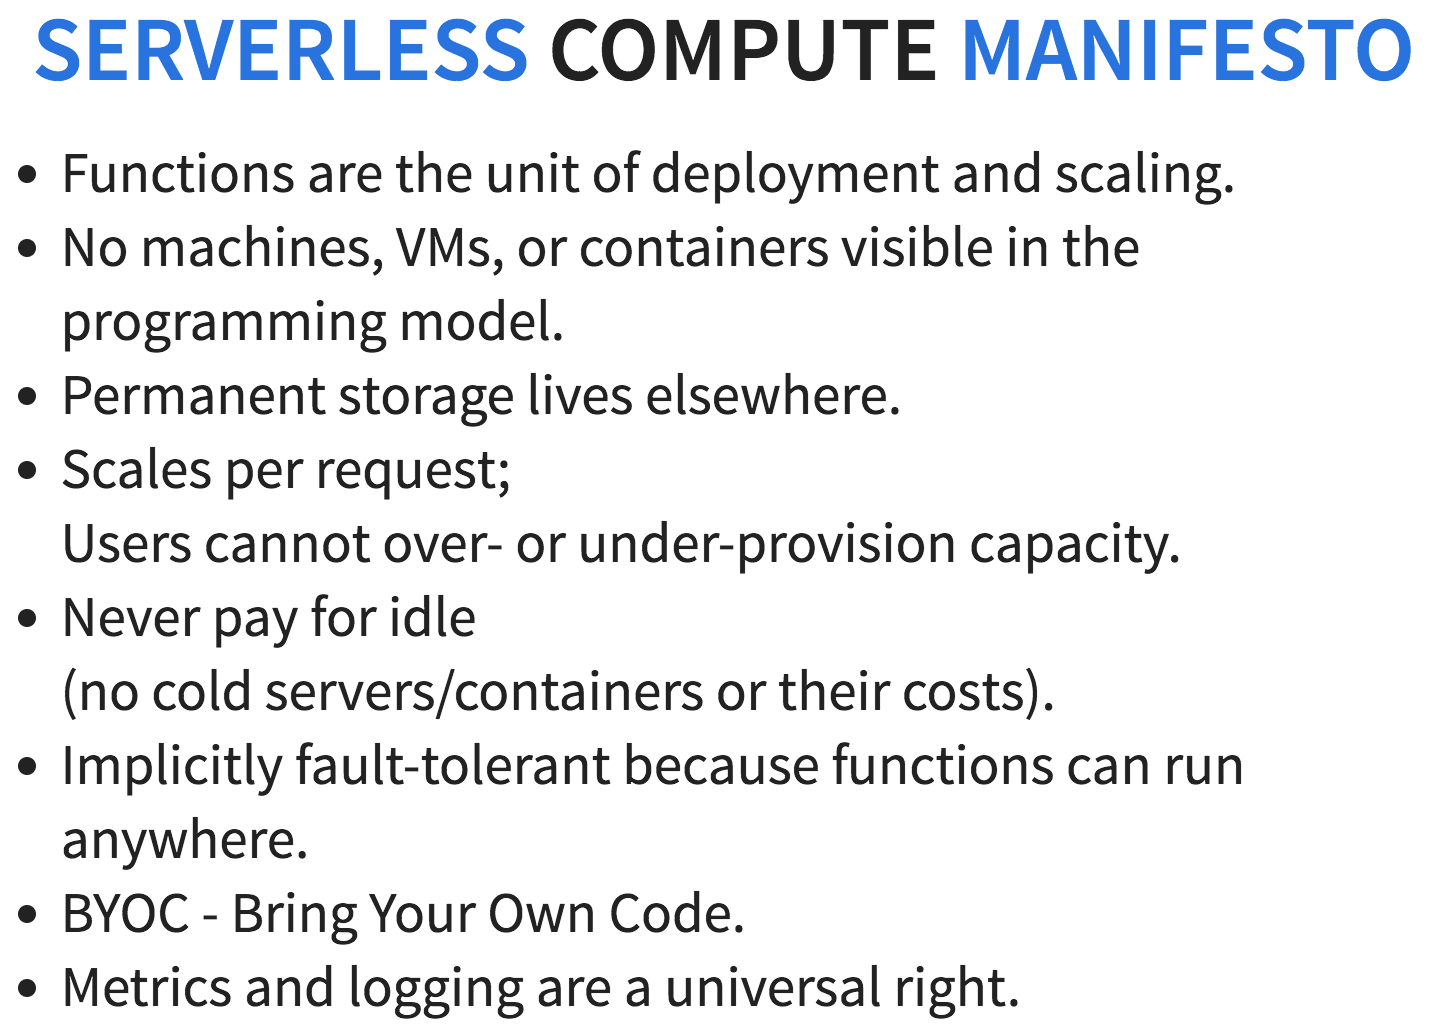 SERVERLESS COMPUTE MANIFESTO
• Functions are the unit of deployment and scaling.
• No machines, VMs, or containers visible in the
programming model.
• Permanent storage lives elsewhere.
• Scales per request;
Users cannot over- or under-provision capacity.
• Never pay for idle
(no cold servers/containers or their costs).
• Implicitly fault-tolerant because functions can run
anywhere.
• BYOC - Bring Your Own Code.
• Metrics and logging are a universal right.